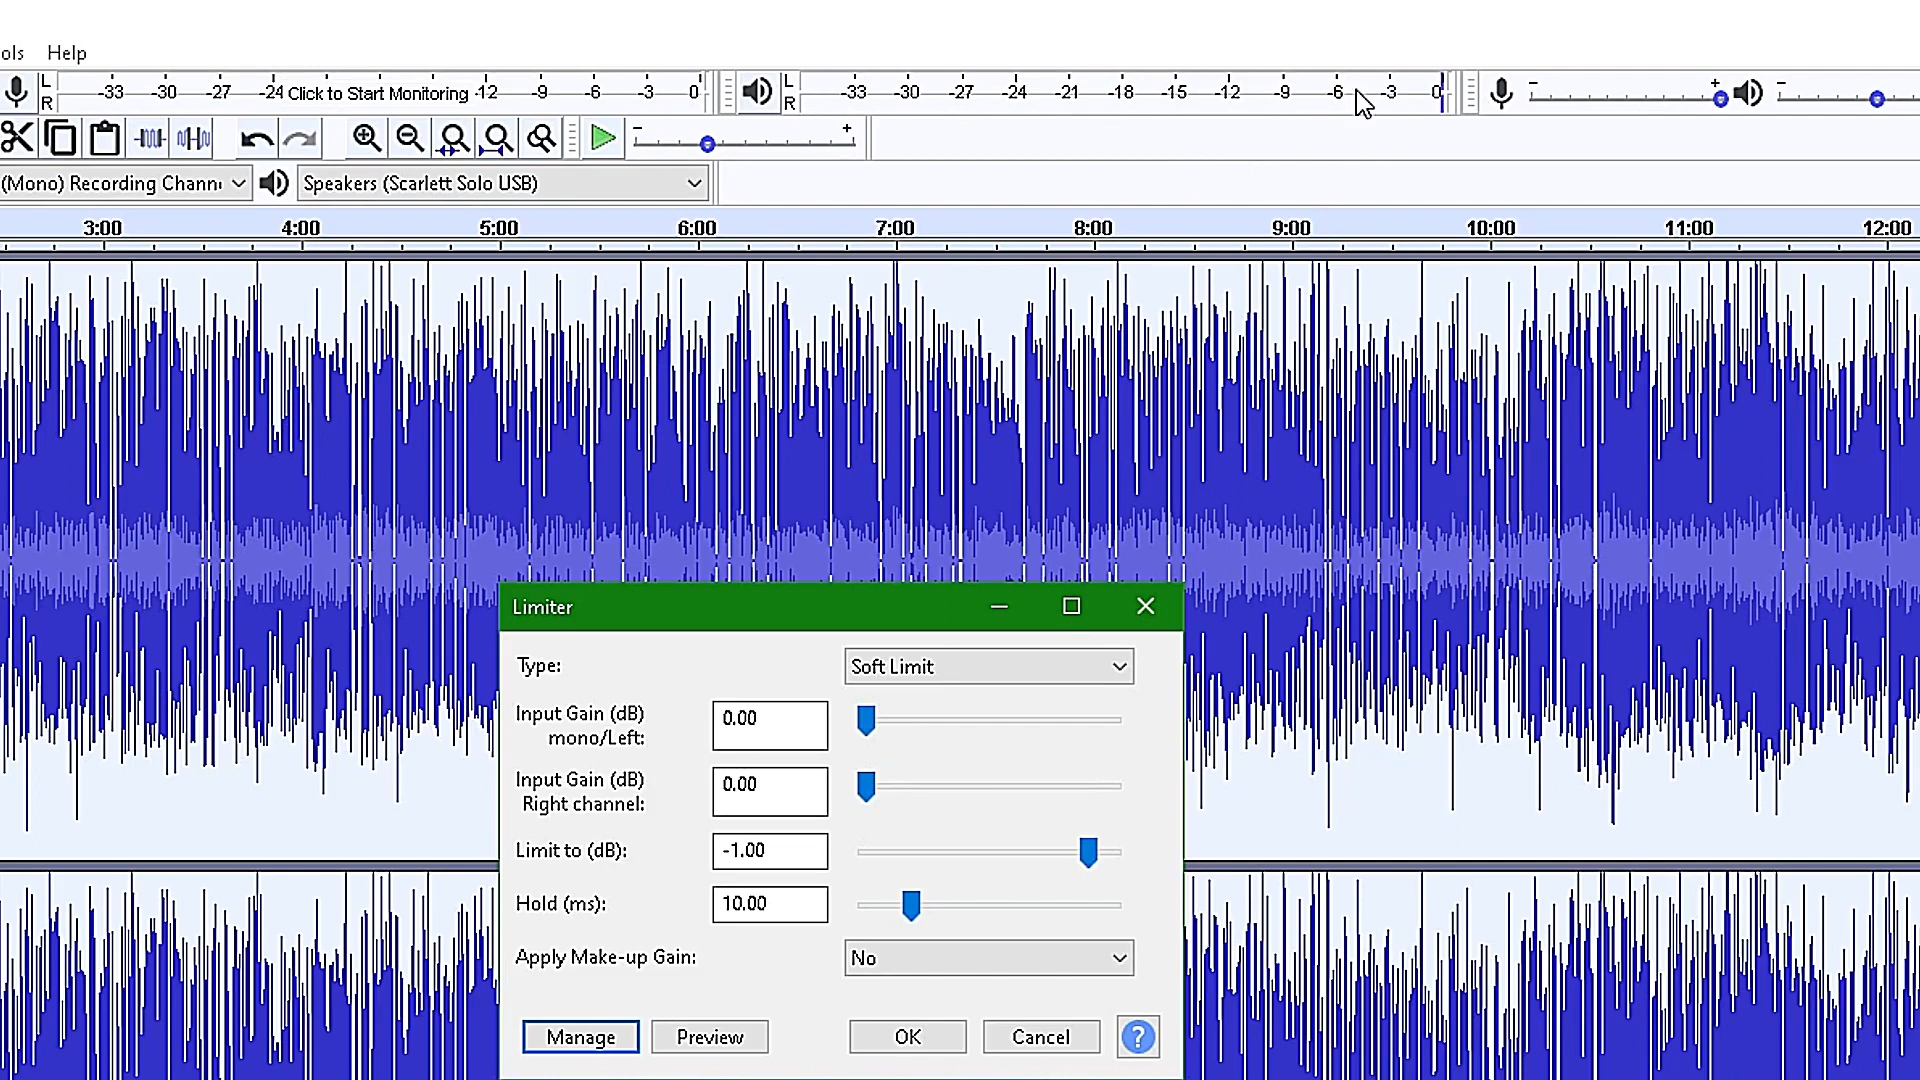 ols Help
L R -33 -30 -27 -24 Click to Start Monitoring -12 -9 -6 -3 0 L R -33 -30 -27 -24 -21 -18 -15 -12 -9 -6 -3 0 - + -
- +
(Mono) Recording Chann Speakers (Scarlett Solo USB)
3:00 4:00 5:00 6:00 7:00 8:00 9:00 10:00 11:00 12:00
Limiter
Type: Soft Limit
Input Gain (dB)
mono/Left: 0.00
Input Gain (dB)
Right channel: 0.00
Limit to (dB): -1.00
Hold (ms): 10.00
Apply Make-up Gain: No
Manage Preview OK Cancel ?